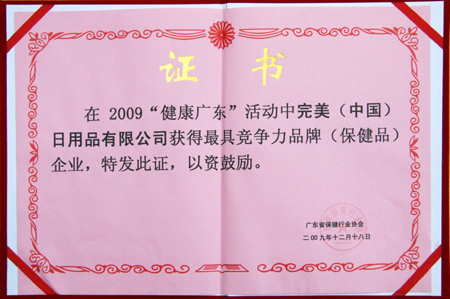 证书
在 2009“健康广东”活动中完美（中国）
日用品有限公司获得最具竞争力品牌（保健品）
企业，特发此证，以资鼓励。
广东省保健行业协会
二00九年十二月十八日